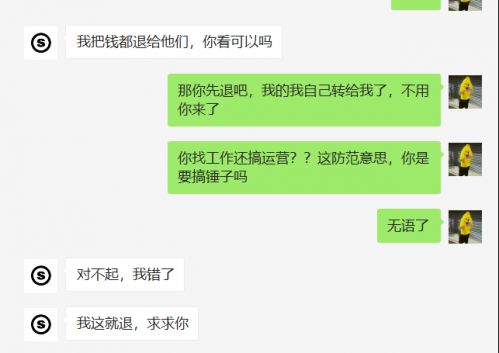 我把钱都退给他们，你看可以吗
那你先退吧，我的我自己转给我了，不用
你来了
你找工作还搞运营？？这防范意思，你是
要搞锤子吗
无语了
对不起，我错了
我这就退，求求你